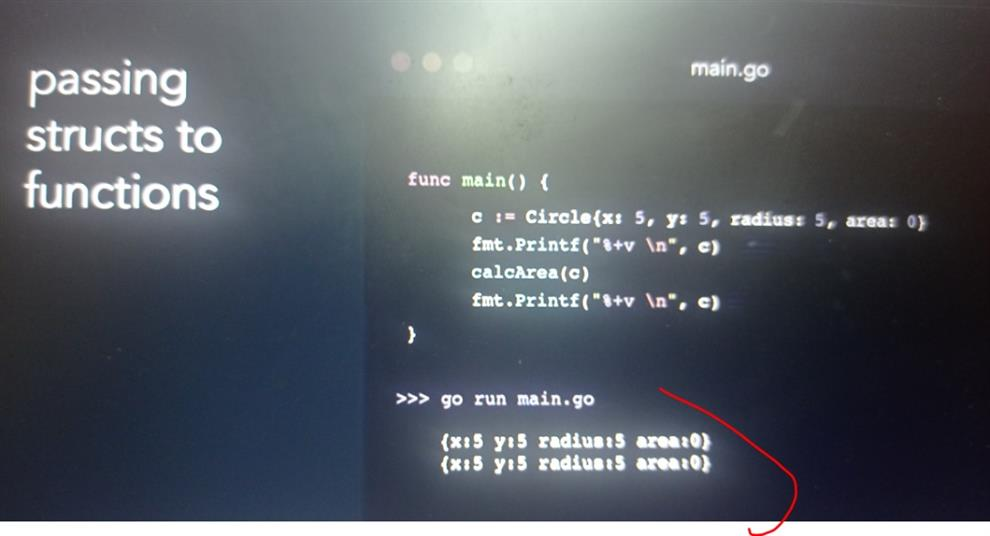 passing
structs to
functions
main.go
func main() {
c := Circle{x: 5, y: 5, radius: 5, area: 0}
fmt.Printf("%+v \n", c)
calcArea(c)
fmt.Printf("%+v \n", c)
}
>>> go run main.go
{x:5 y:5 radius:5 area:0}
{x:5 y:5 radius:5 area:0}